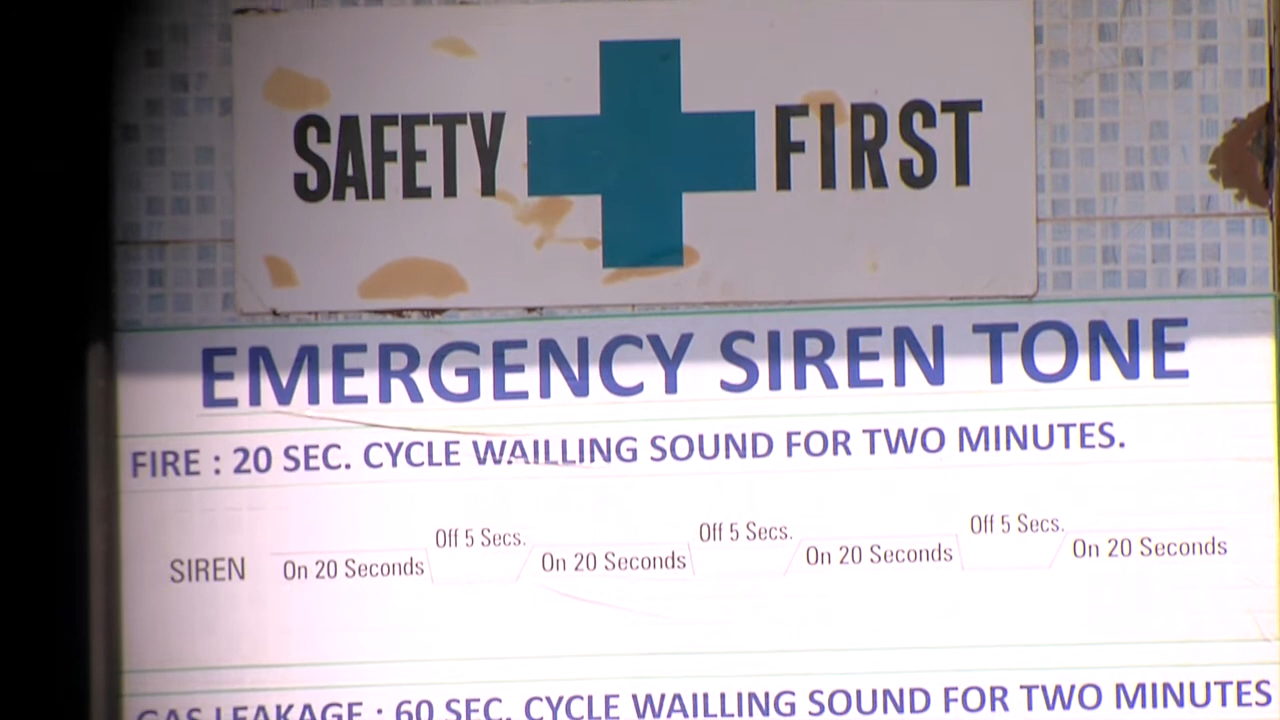 SAFETY FIRST
EMERGENCY SIREN TONE
FIRE : 20 SEC. CYCLE WAILLING SOUND FOR TWO MINUTES.
Off 5 Secs. Off 5 Secs. Off 5 Secs.
SIREN On 20 Seconds On 20 Seconds On 20 Seconds On 20 Seconds
GAS LEAKAGE : 60 SEC. CYCLE WAILLING SOUND FOR TWO MINUTES